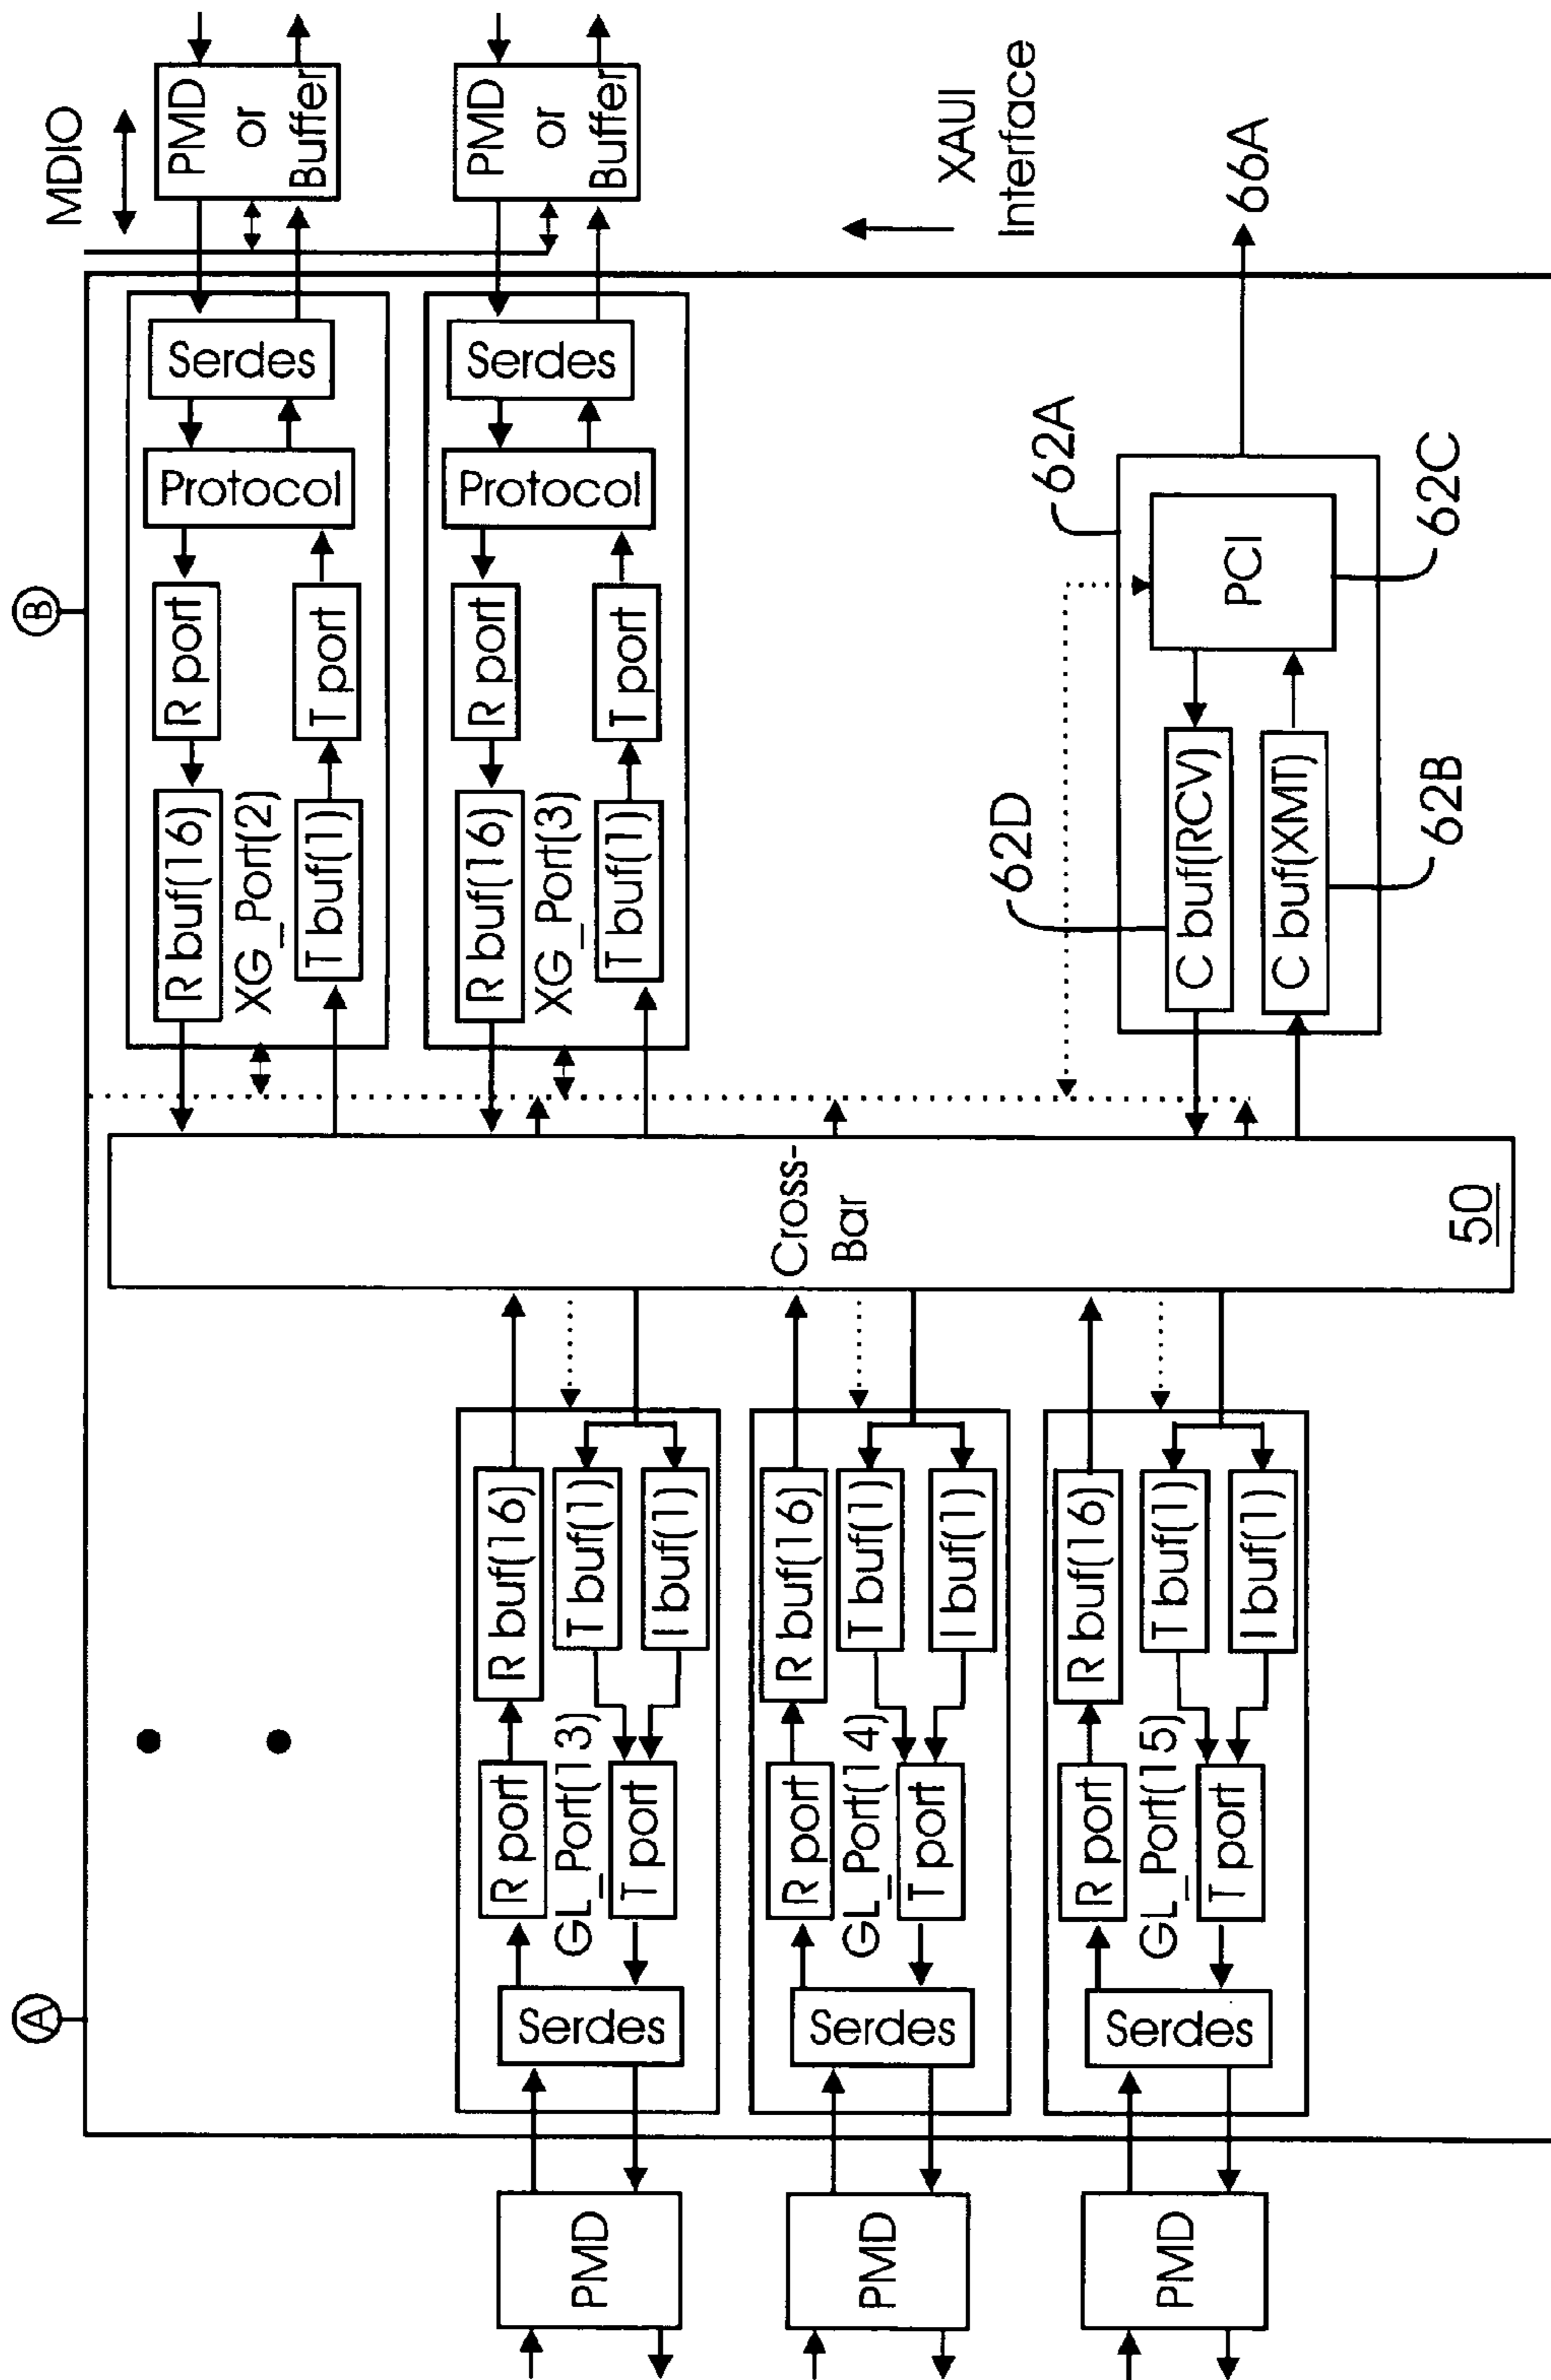 A
B
MDIO
PMD
Serdes
R port
R buf(16)
GL_Port(13)
T port
T buf(1)
I buf(1)
PMD
Serdes
R port
R buf(16)
GL_Port(14)
T port
T buf(1)
I buf(1)
PMD
Serdes
R port
R buf(16)
GL_Port(15)
T port
T buf(1)
I buf(1)
Cross-
Bar
50
R buf(16)
R port
XG_Port(2)
T buf(1)
T port
Protocol
Serdes
PMD
or
Buffer
R buf(16)
R port
XG_Port(3)
T buf(1)
T port
Protocol
Serdes
PMD
or
Buffer
XAUI
Interface
62D
62A
C buf(RCV)
C buf(XMT)
PCI
66A
62B
62C